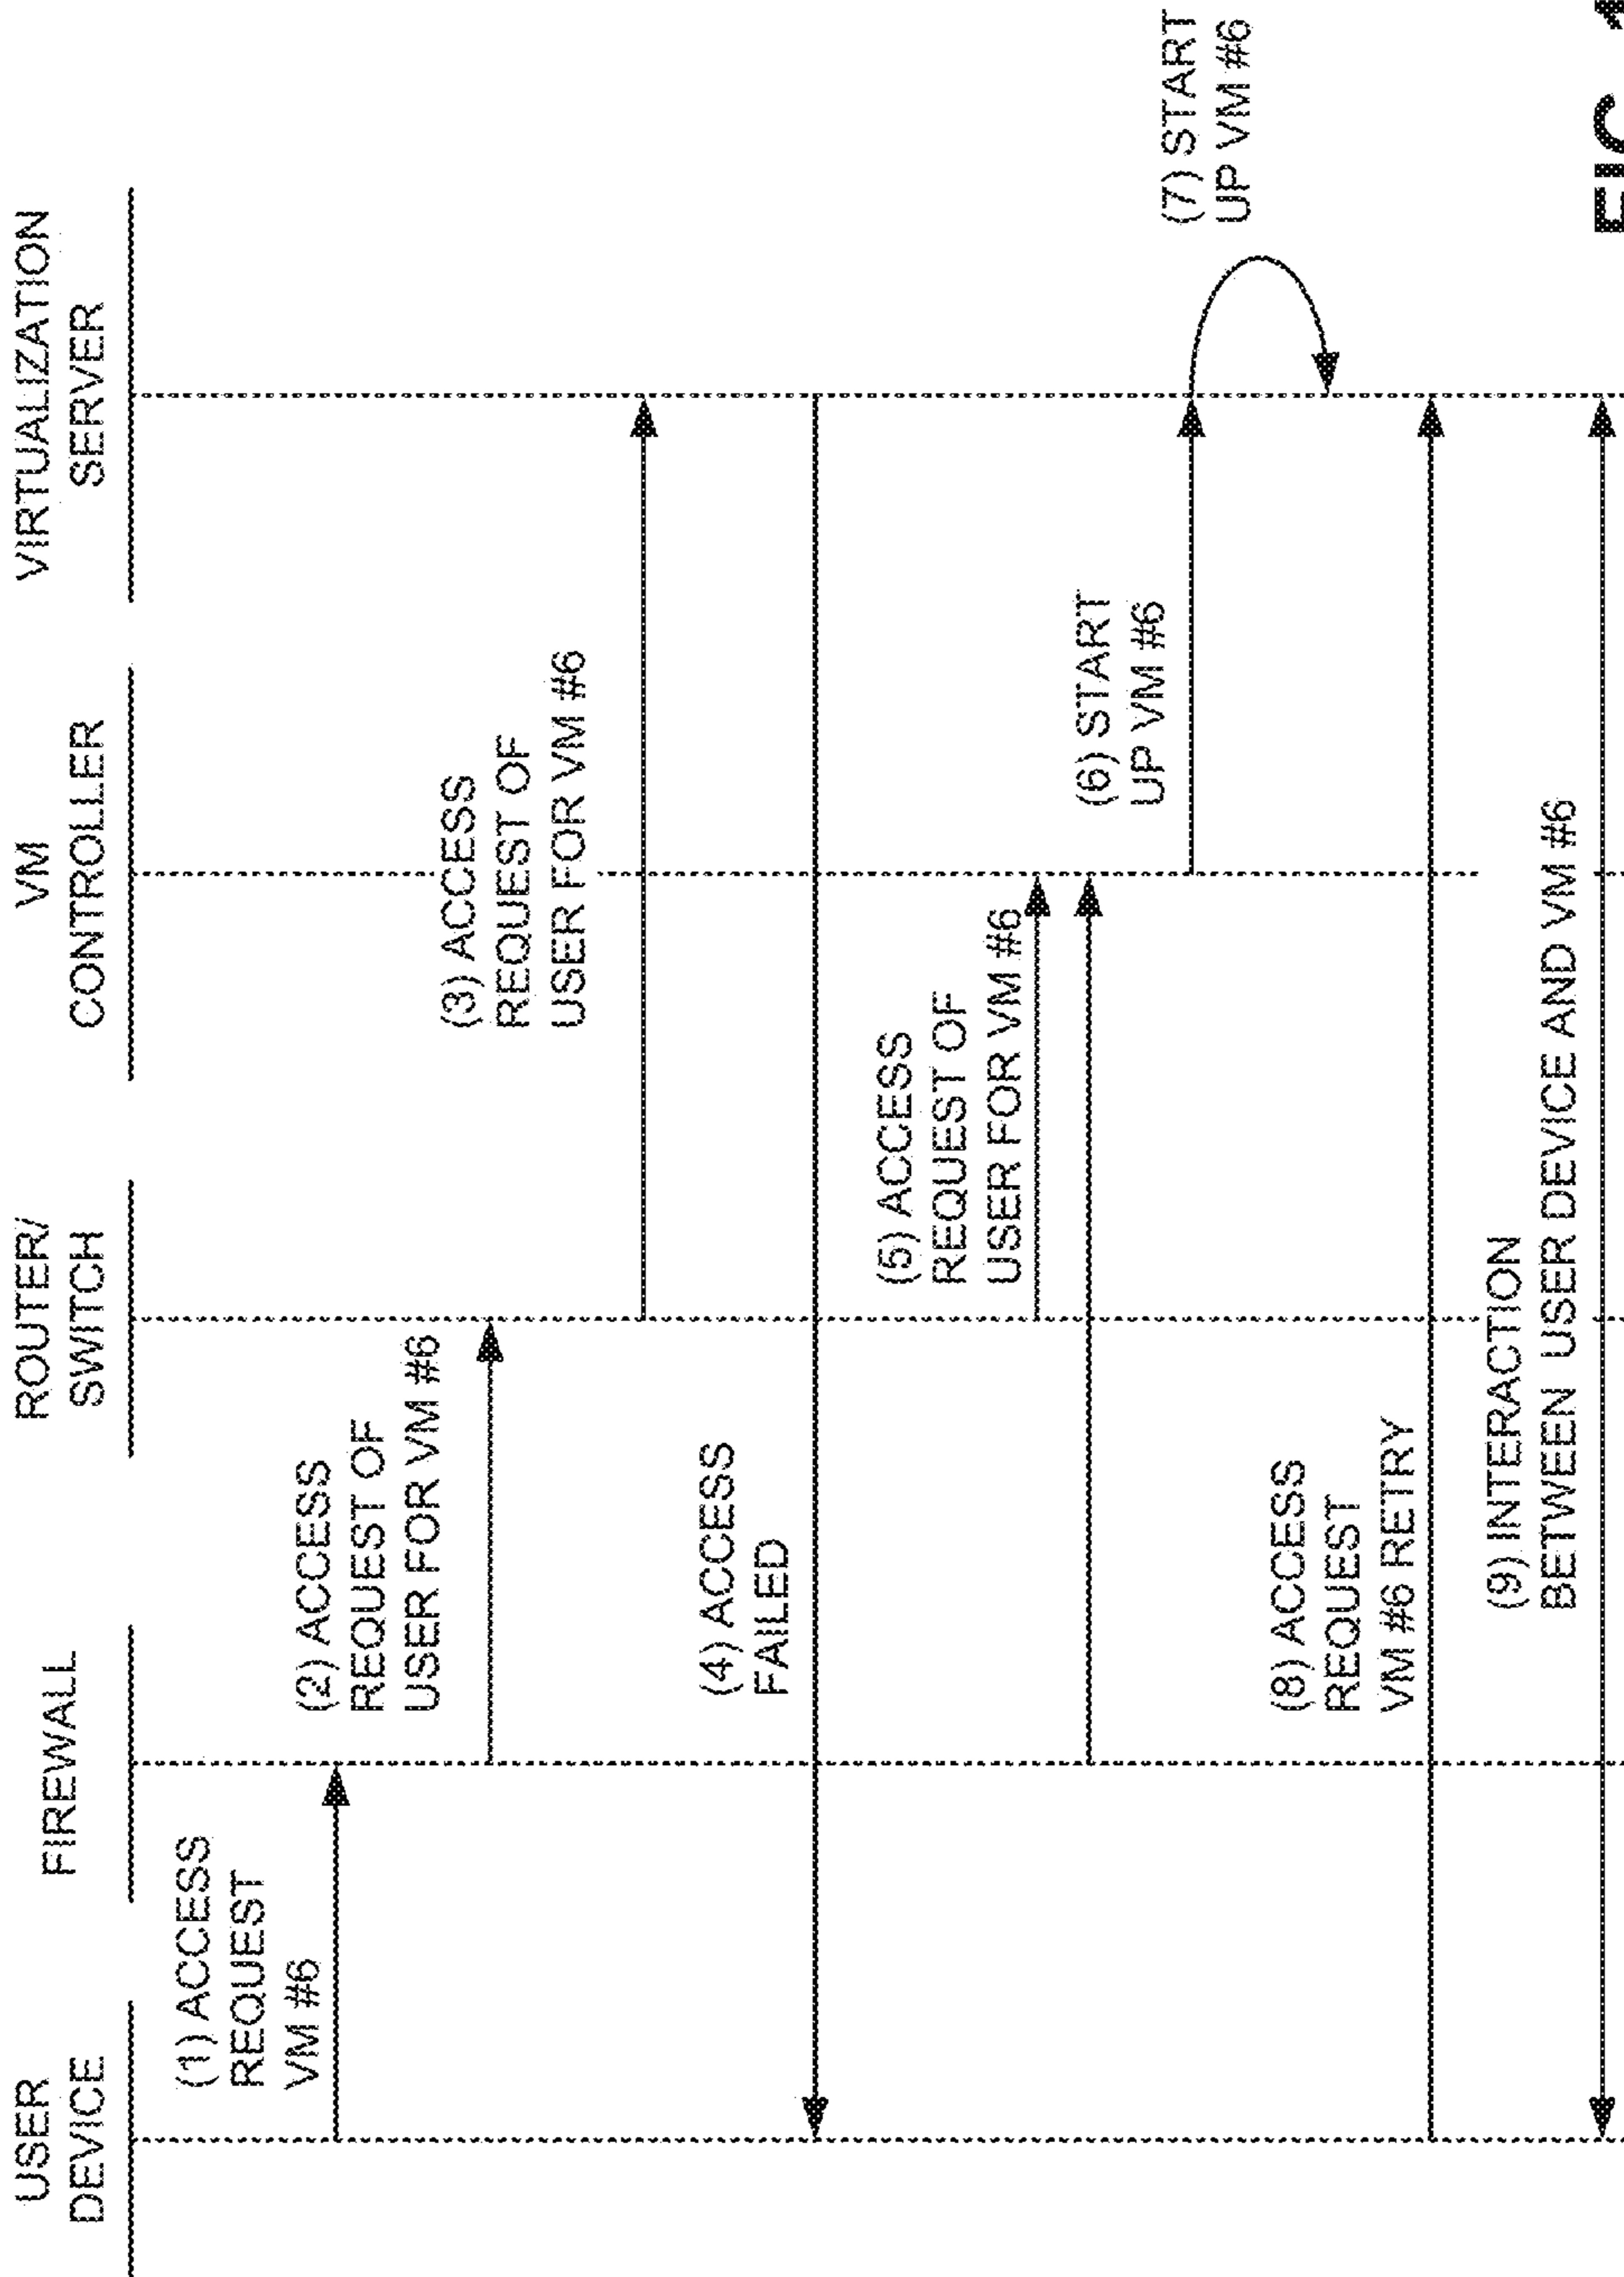 USER
DEVICE
FIREWALL
ROUTER/
SWITCH
VM
CONTROLLER
VIRTUALIZATION
SERVER
(1) ACCESS
REQUEST
VM #6
(2) ACCESS
REQUEST OF
USER FOR VM #6
(3) ACCESS
REQUEST OF
USER FOR VM #6
(4) ACCESS
FAILED
(5) ACCESS
REQUEST OF
USER FOR VM #6
(6) START
UP VM #6
(7) START
UP VM #6
(8) ACCESS
REQUEST
VM #6 RETRY
(9) INTERACTION
BETWEEN USER DEVICE AND VM #6